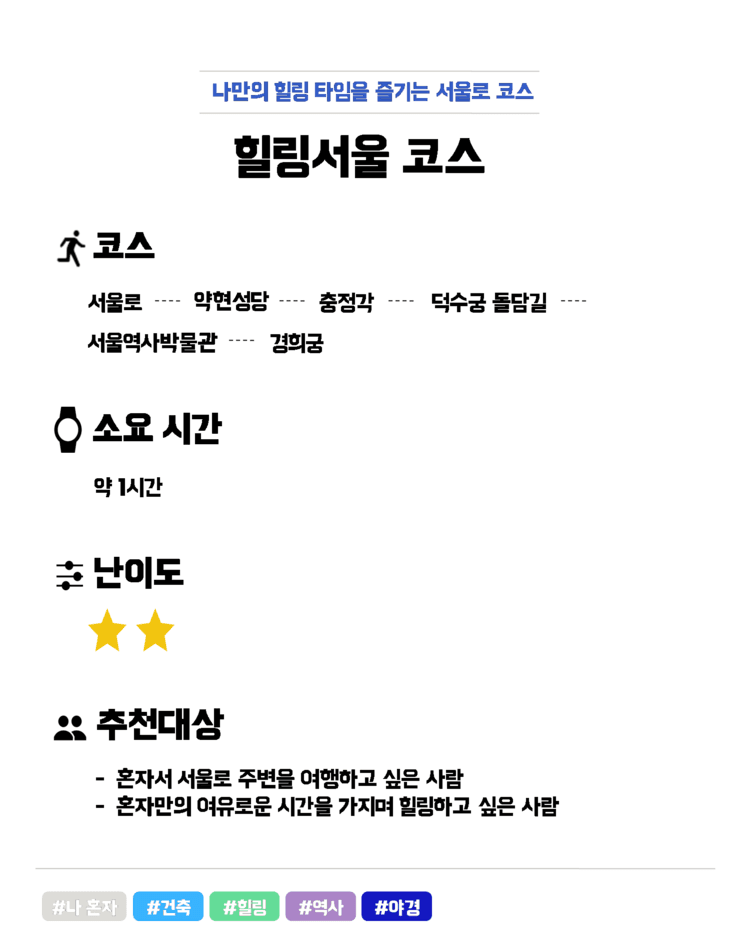 나만의 힐링 타임을 즐기는 서울로 코스
힐링서울 코스
코스
서울로 ---- 약현성당 ---- 충정각 ---- 덕수궁 돌담길 ----
서울역사박물관 ---- 경희궁
소요 시간
약 1시간
난이도
추천대상
- 혼자서 서울로 주변을 여행하고 싶은 사람
- 혼자만의 여유로운 시간을 가지며 힐링하고 싶은 사람
#나 혼자 #건축 #힐링 #역사 #야경